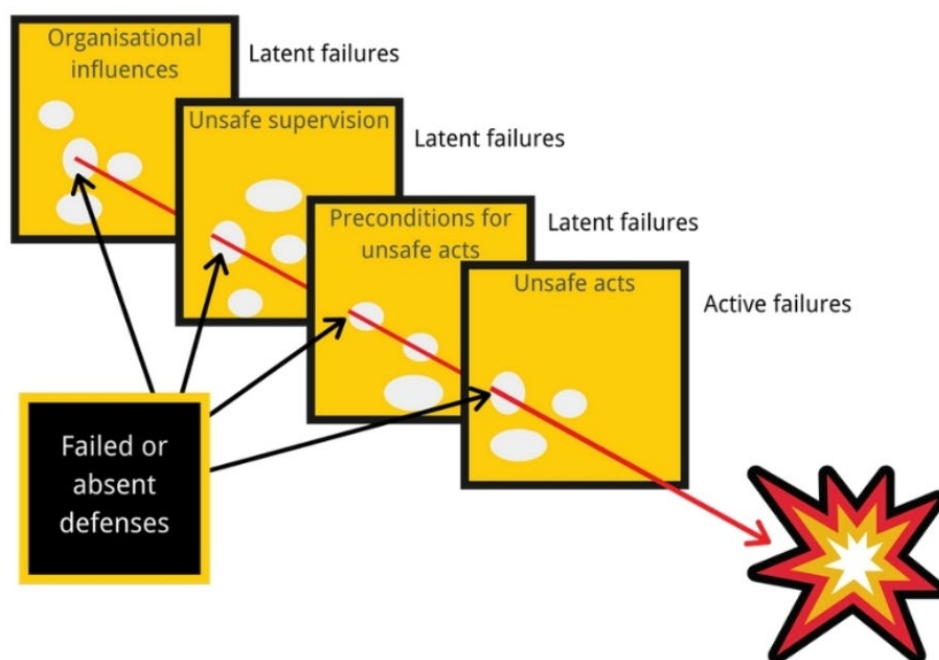 Organisational
influences
Latent failures
Unsafe supervision
Latent failures
Preconditions for
unsafe acts
Latent failures
Unsafe acts
Active failures
Failed or
absent
defenses